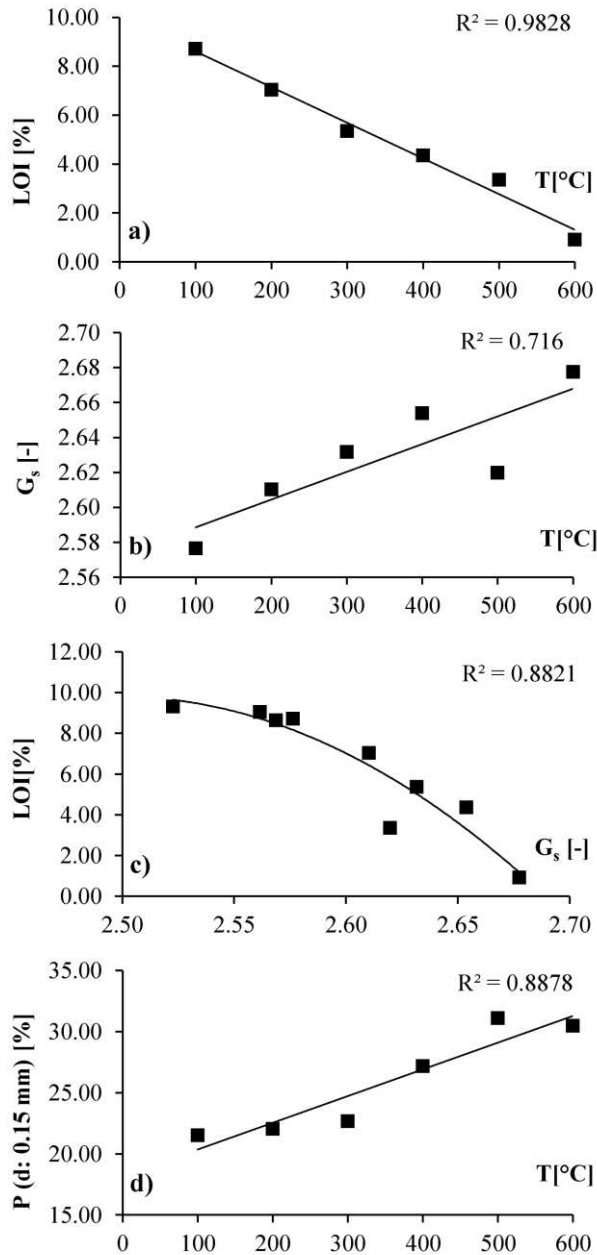 10.00
R² = 0.9828
8.00
6.00
LOI [%]
4.00
T[°C]
2.00
a)
0.00
0 100 200 300 400 500 600
2.70
R² = 0.716
2.68
2.66
2.64
Gₛ [-]
2.62
2.60
2.58
b)
T[°C]
2.56
0 100 200 300 400 500 600
12.00
R² = 0.8821
10.00
8.00
LOI[%]
6.00
4.00
Gₛ [-]
2.00
c)
0.00
2.50 2.55 2.60 2.65 2.70
35.00
R² = 0.8878
30.00
P (d: 0.15 mm) [%]
25.00
20.00
d)
T[°C]
15.00
0 100 200 300 400 500 600